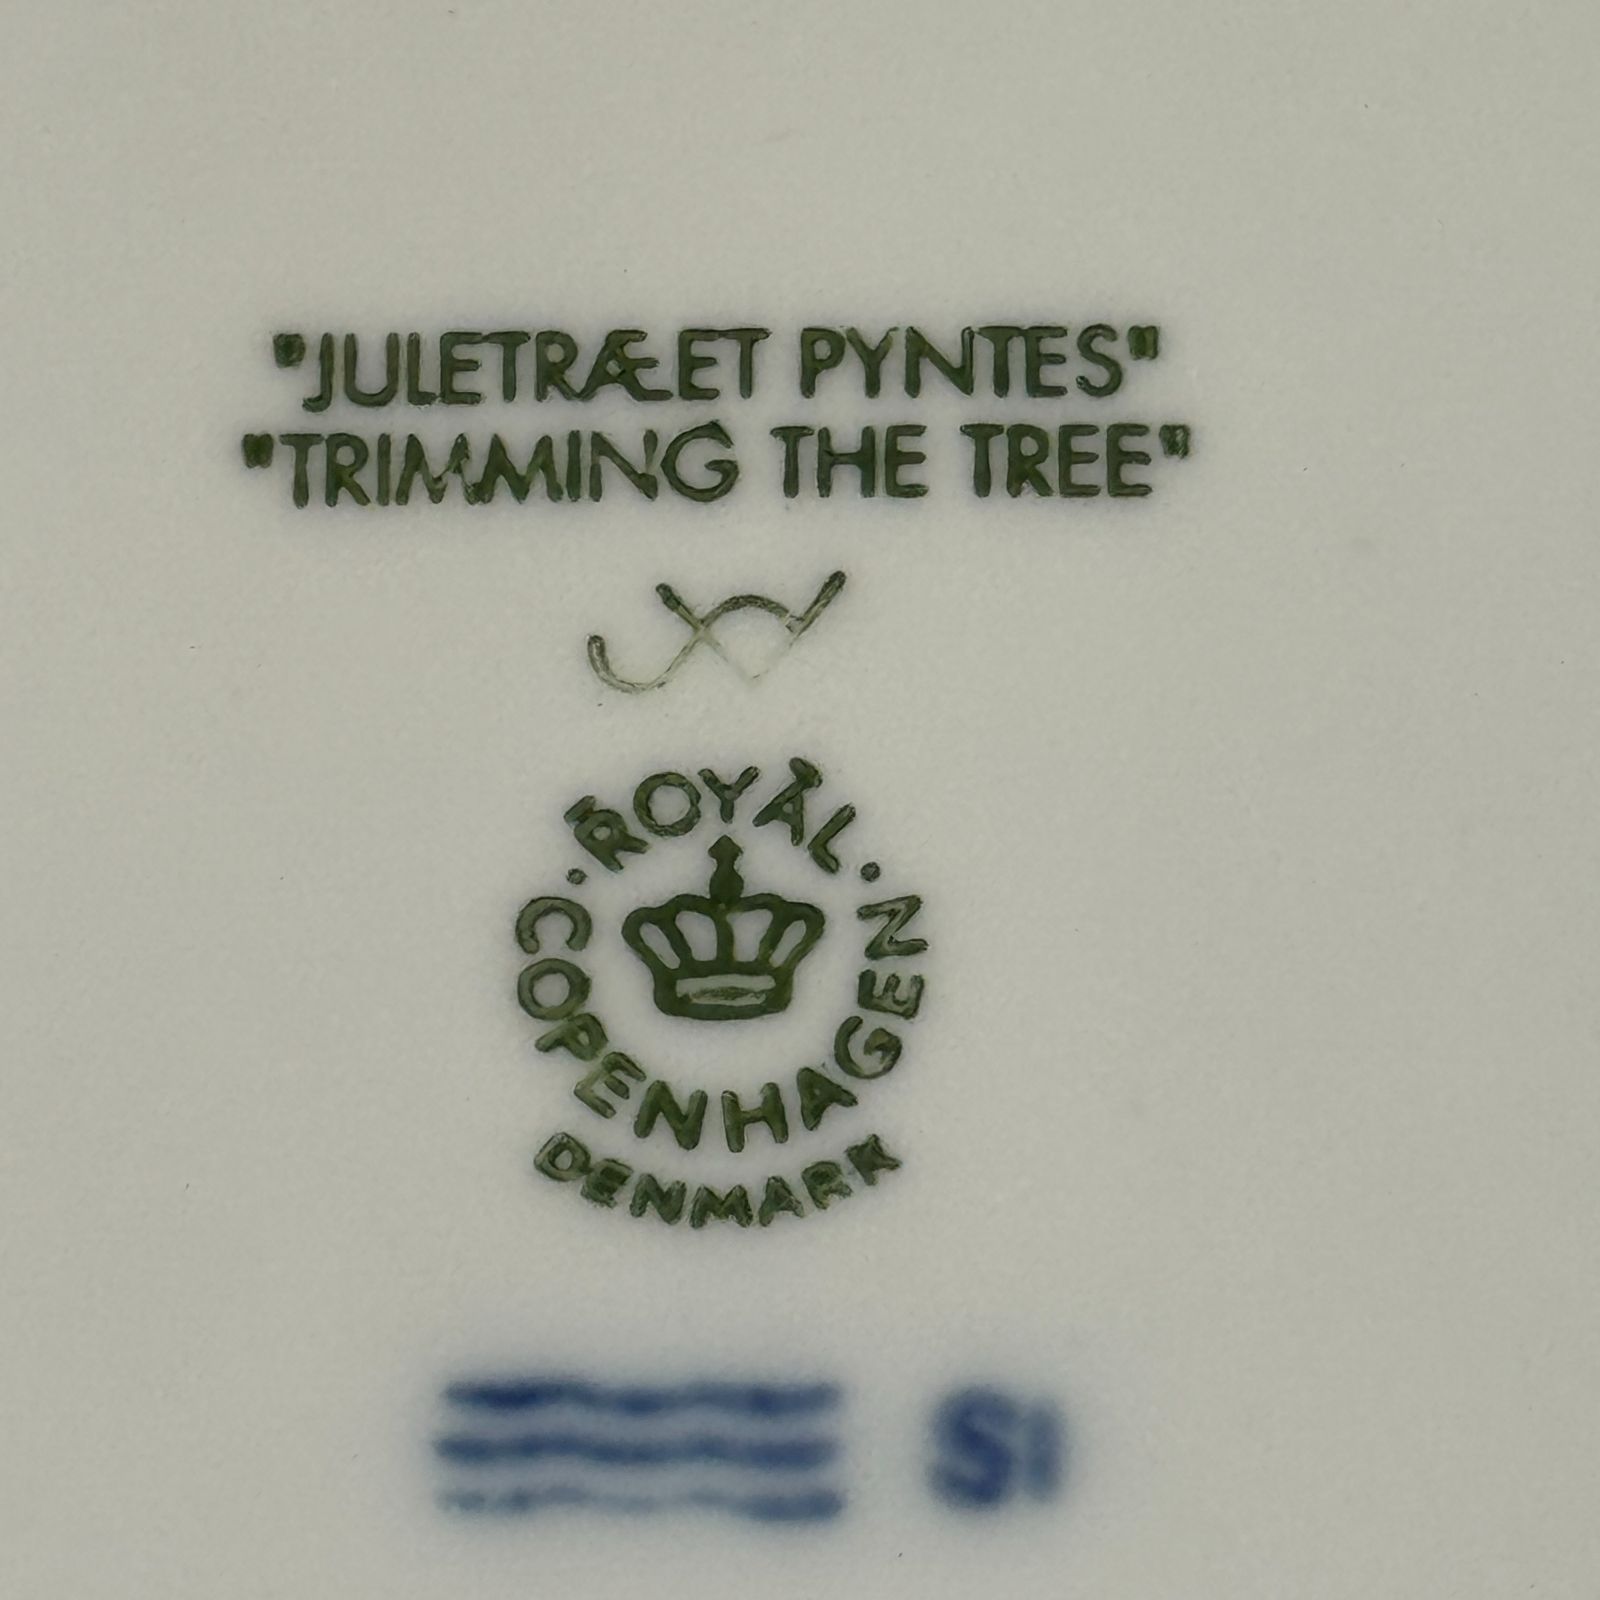 "JULETRÆET PYNTES"
"TRIMMING THE TREE"
ROYAL
COPENHAGEN
DENMARK